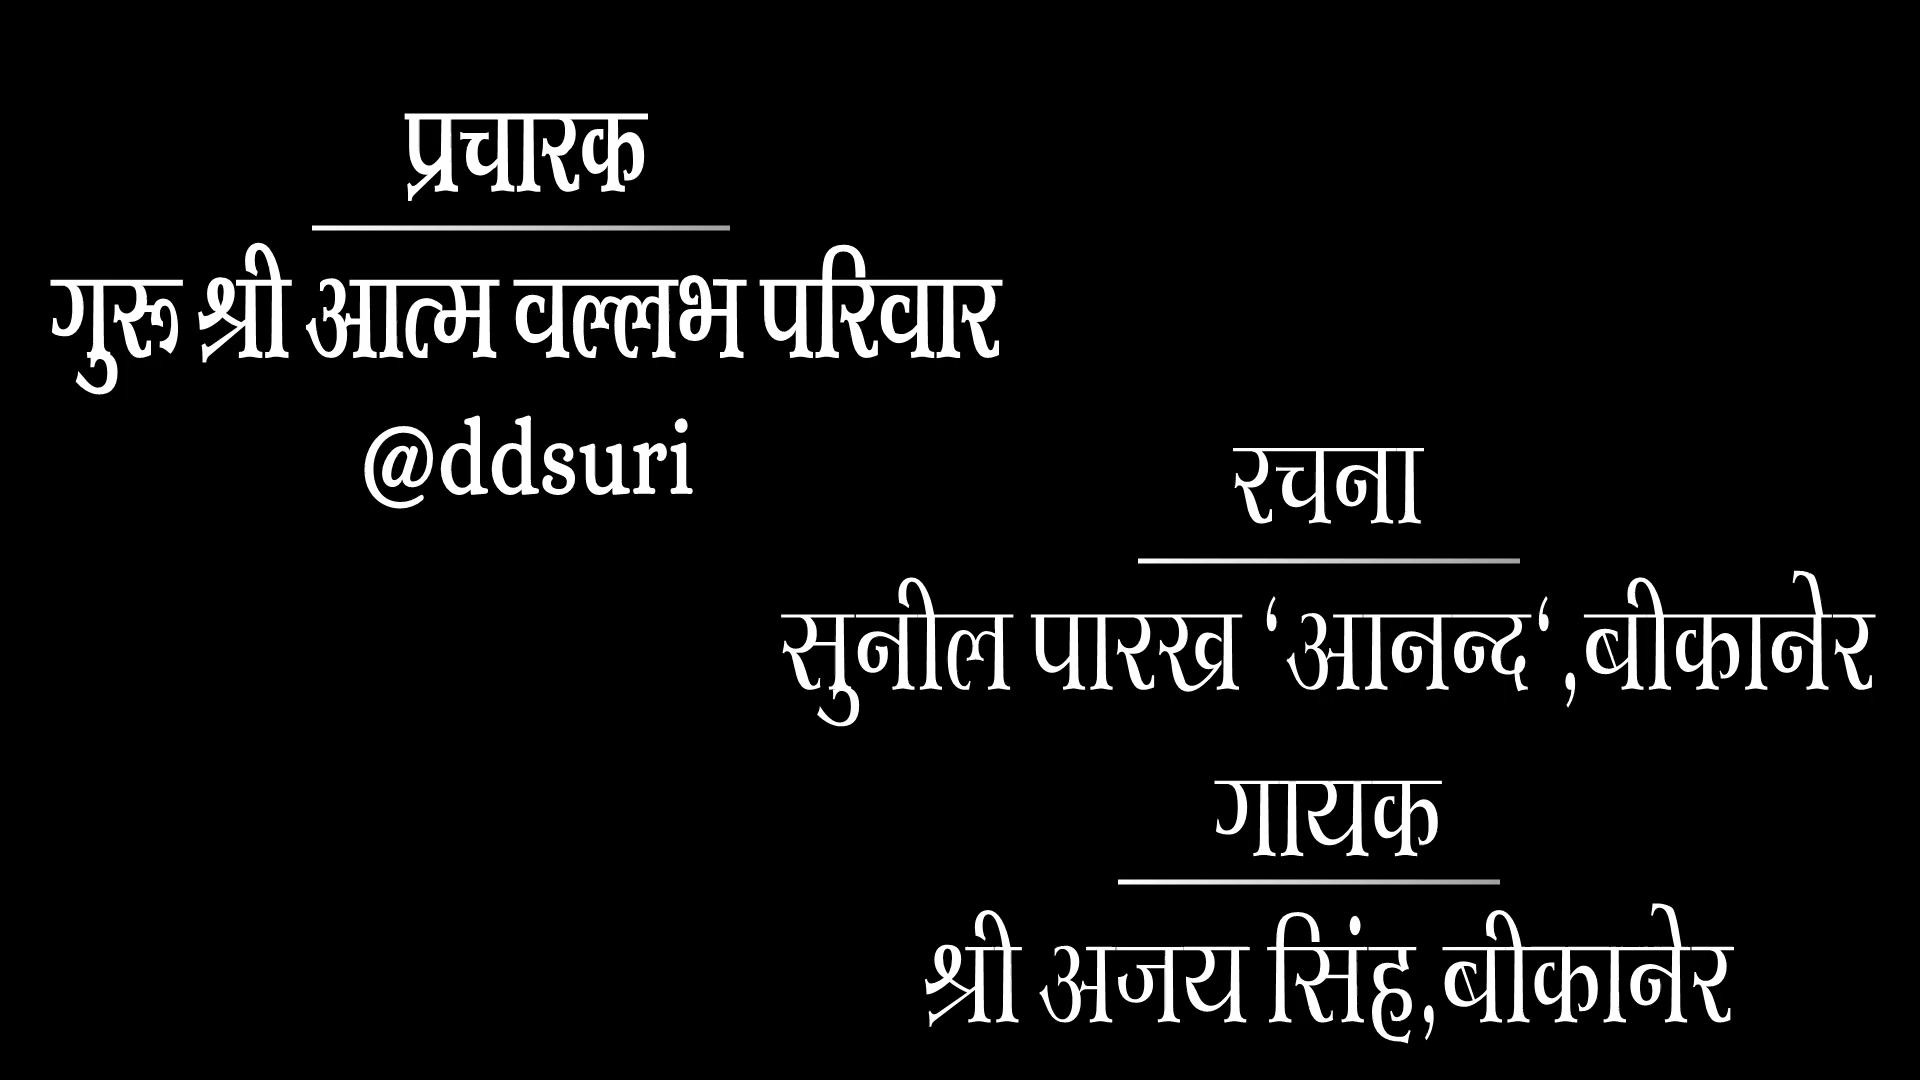 प्रचारक
गुरू श्री आत्म वल्लभ परिवार
@ddsuri
रचना
सुनील पारख ‘आनन्द‘,बीकानेर
गायक
श्री अजय सिंह,बीकानेर